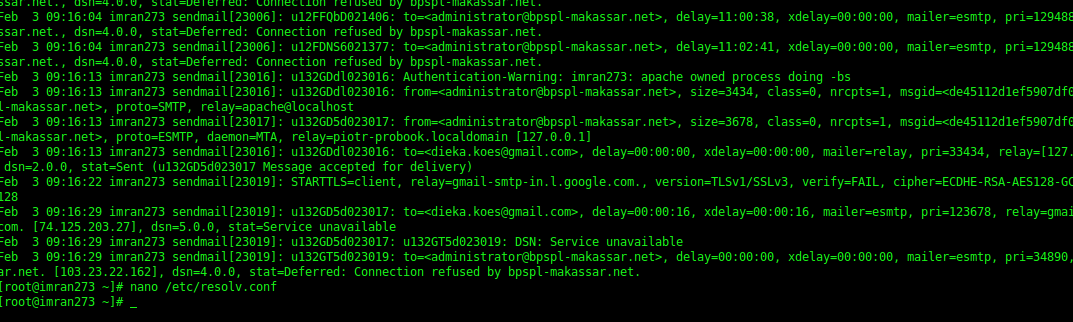 ssar.net., dsn=4.0.0, stat=Deferred: Connection refused by bpspl-makassar.net.
Feb  3 09:16:04 imran273 sendmail[23006]: u12FFQbD021406: to=<administrator@bpspl-makassar.net>, delay=11:00:38, xdelay=00:00:00, mailer=esmtp, pri=129488
ssar.net., dsn=4.0.0, stat=Deferred: Connection refused by bpspl-makassar.net.
Feb  3 09:16:04 imran273 sendmail[23006]: u12FDNS6021377: to=<administrator@bpspl-makassar.net>, delay=11:02:41, xdelay=00:00:00, mailer=esmtp, pri=129488
ssar.net., dsn=4.0.0, stat=Deferred: Connection refused by bpspl-makassar.net.
Feb  3 09:16:13 imran273 sendmail[23016]: u132GDdl023016: Authentication-Warning: imran273: apache owned process doing -bs
Feb  3 09:16:13 imran273 sendmail[23016]: u132GDdl023016: from=<administrator@bpspl-makassar.net>, size=3434, class=0, nrcpts=1, msgid=<de45112d1ef5907df0
l-makassar.net>, proto=SMTP, relay=apache@localhost
Feb  3 09:16:13 imran273 sendmail[23017]: u132GD5d023017: from=<administrator@bpspl-makassar.net>, size=3678, class=0, nrcpts=1, msgid=<de45112d1ef5907df0
l-makassar.net>, proto=ESMTP, daemon=MTA, relay=piotr-probook.localdomain [127.0.0.1]
Feb  3 09:16:13 imran273 sendmail[23016]: u132GDdl023016: to=<dieka.koes@gmail.com>, delay=00:00:00, xdelay=00:00:00, mailer=relay, pri=33434, relay=[127.
 dsn=2.0.0, stat=Sent (u132GD5d023017 Message accepted for delivery)
Feb  3 09:16:22 imran273 sendmail[23019]: STARTTLS=client, relay=gmail-smtp-in.l.google.com., version=TLSv1/SSLv3, verify=FAIL, cipher=ECDHE-RSA-AES128-GC
128
Feb  3 09:16:29 imran273 sendmail[23019]: u132GD5d023017: to=<dieka.koes@gmail.com>, delay=00:00:16, xdelay=00:00:16, mailer=esmtp, pri=123678, relay=gmai
com. [74.125.203.27], dsn=5.0.0, stat=Service unavailable
Feb  3 09:16:29 imran273 sendmail[23019]: u132GD5d023017: u132GT5d023019: DSN: Service unavailable
Feb  3 09:16:29 imran273 sendmail[23019]: u132GT5d023019: to=<administrator@bpspl-makassar.net>, delay=00:00:00, xdelay=00:00:00, mailer=esmtp, pri=34890,
ar.net. [103.23.22.162], dsn=4.0.0, stat=Deferred: Connection refused by bpspl-makassar.net.
[root@imran273 ~]# nano /etc/resolv.conf
[root@imran273 ~]# _